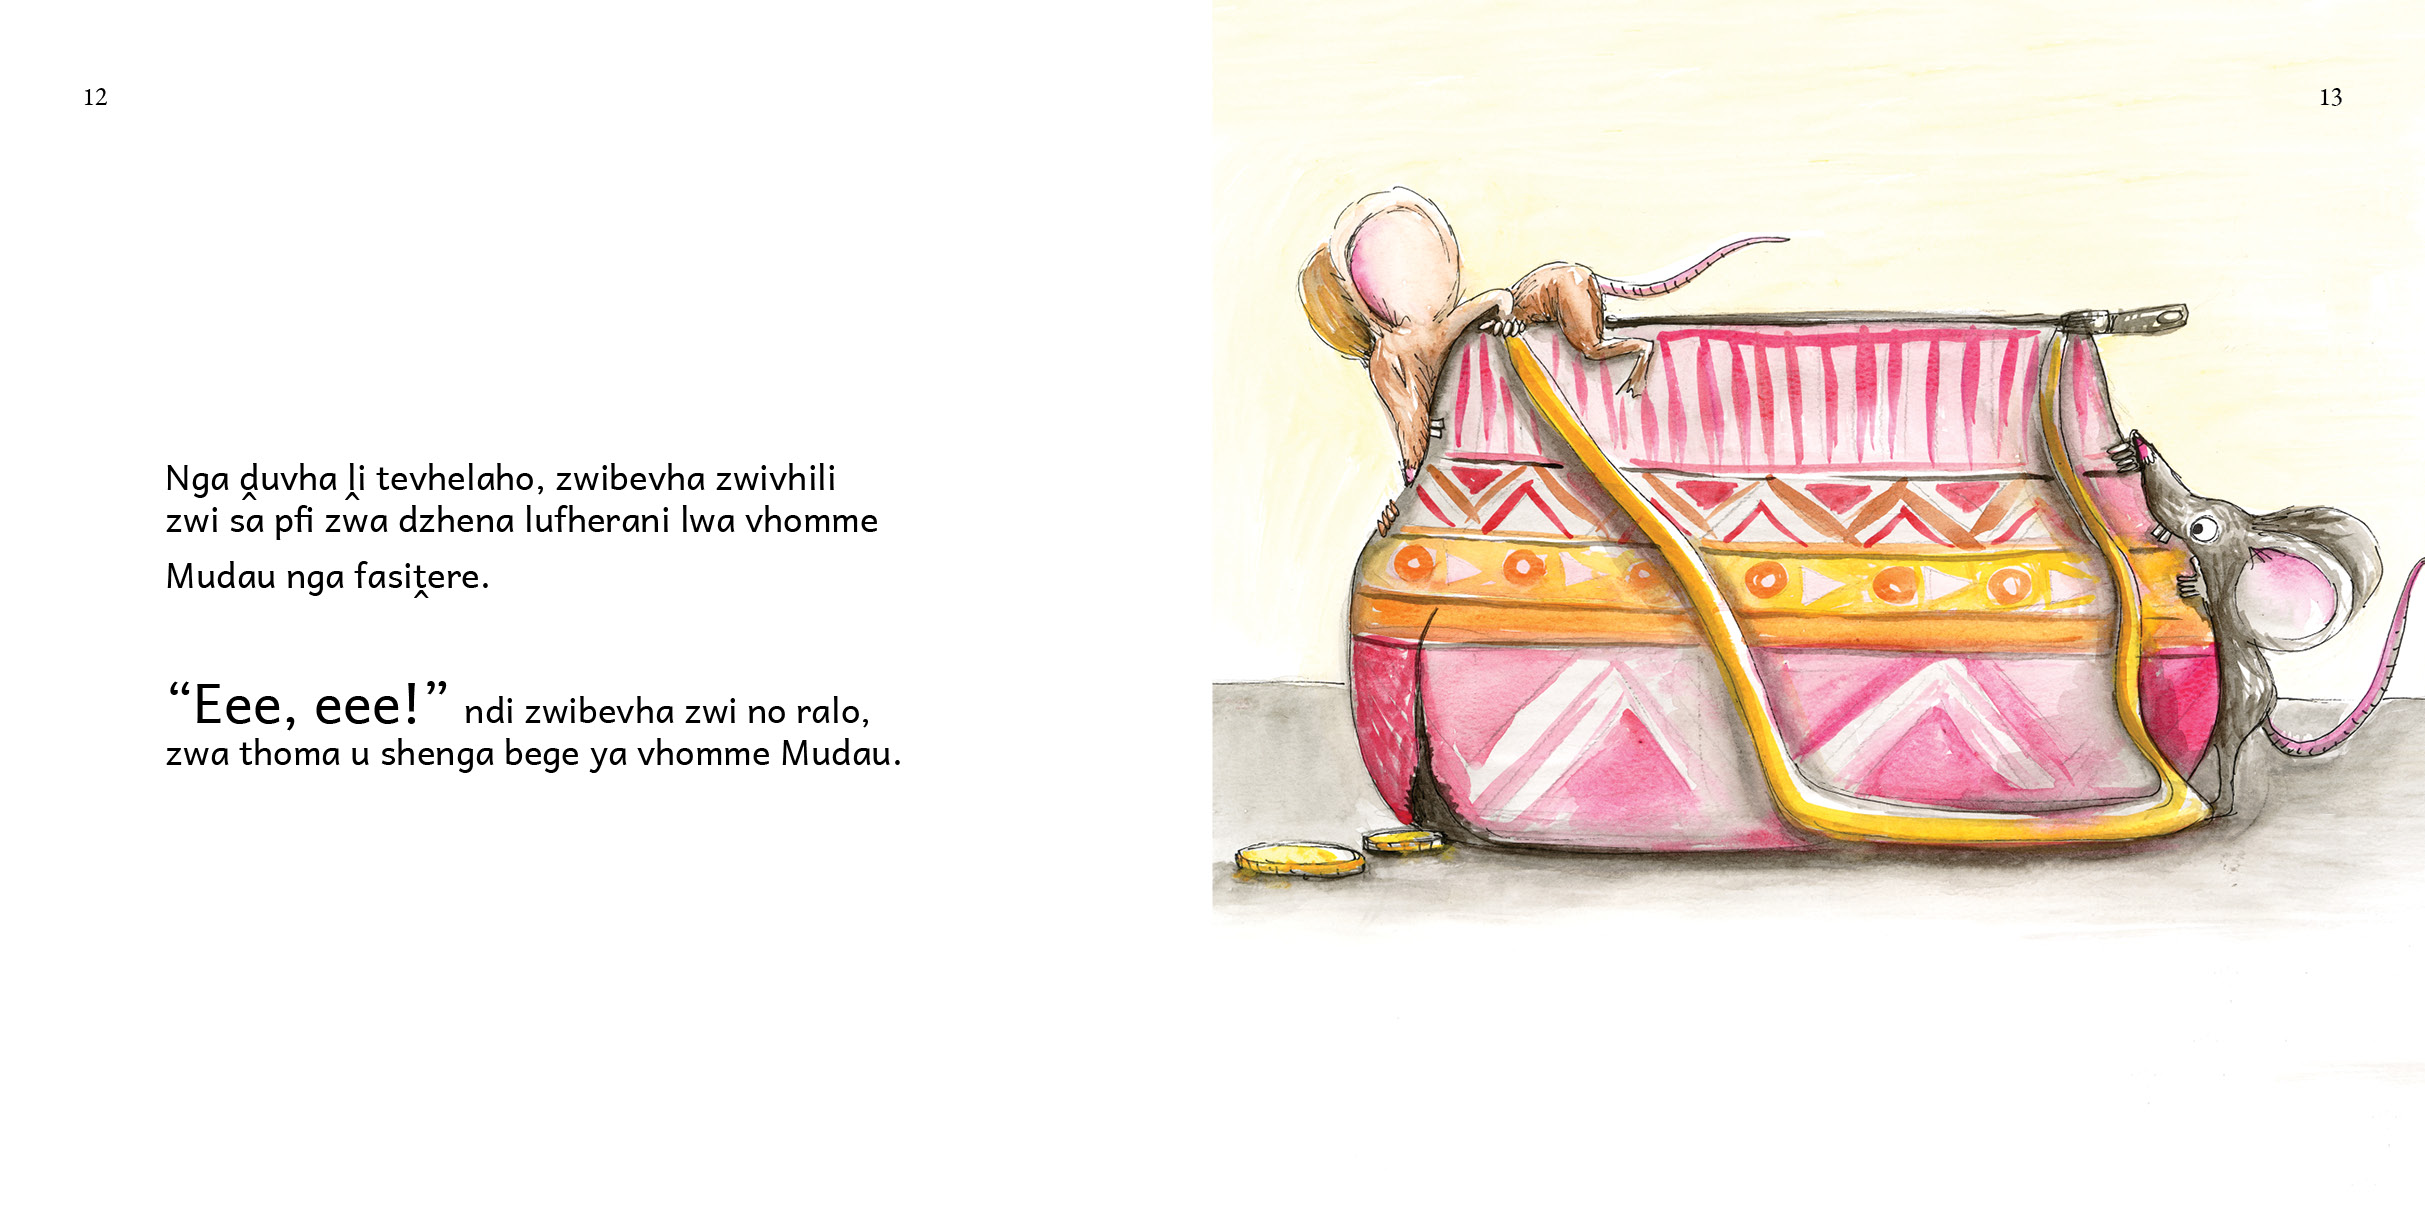 12
Nga ḓuvha ḽi tevhelaho, zwibevha zwivhili
zwi sa pfi zwa dzhena lufherani lwa vhomme
Mudau nga fasiṱere.
“Eee, eee!” ndi zwibevha zwi no ralo,
zwa thoma u shenga bege ya vhomme Mudau.
13